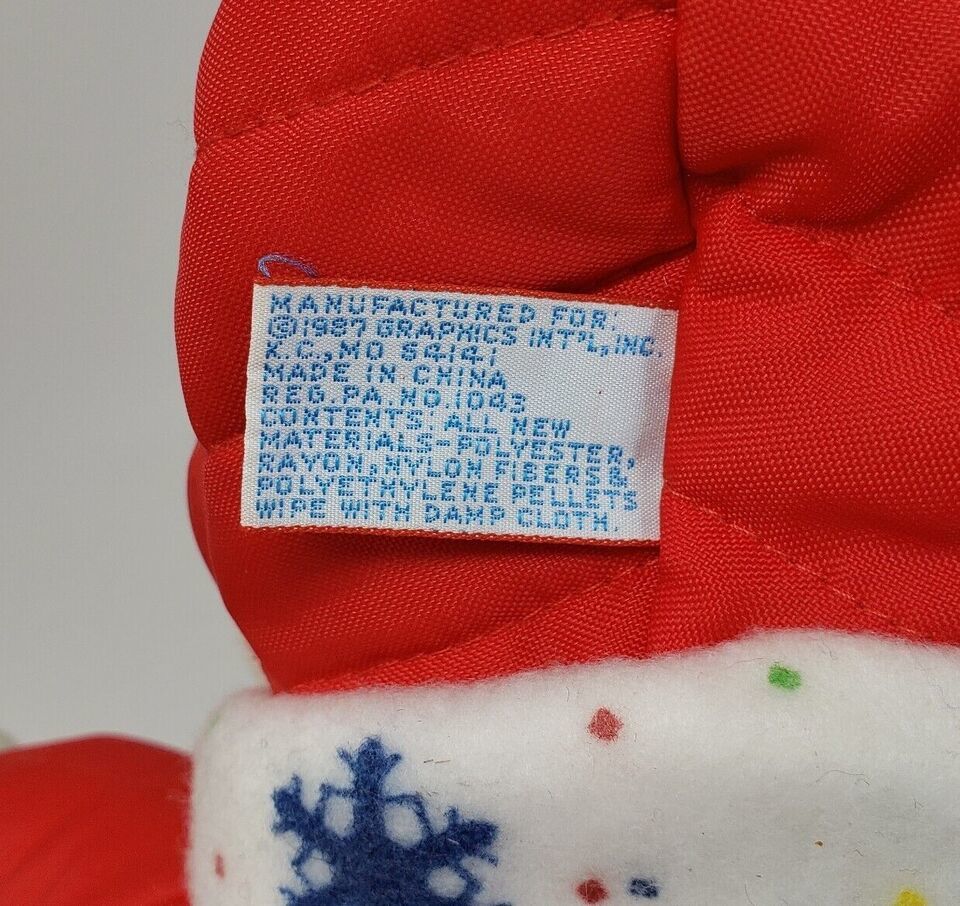 MANUFACTURED FOR:
©1987 GRAPHICS INT'L, INC.
K.C., MO 64141
MADE IN CHINA
REG. PA. NO. 1043
CONTENTS: ALL NEW
MATERIALS-POLYESTER,
RAYON, NYLON FIBERS &
POLYETHYLENE PELLETS
WIPE WITH DAMP CLOTH.